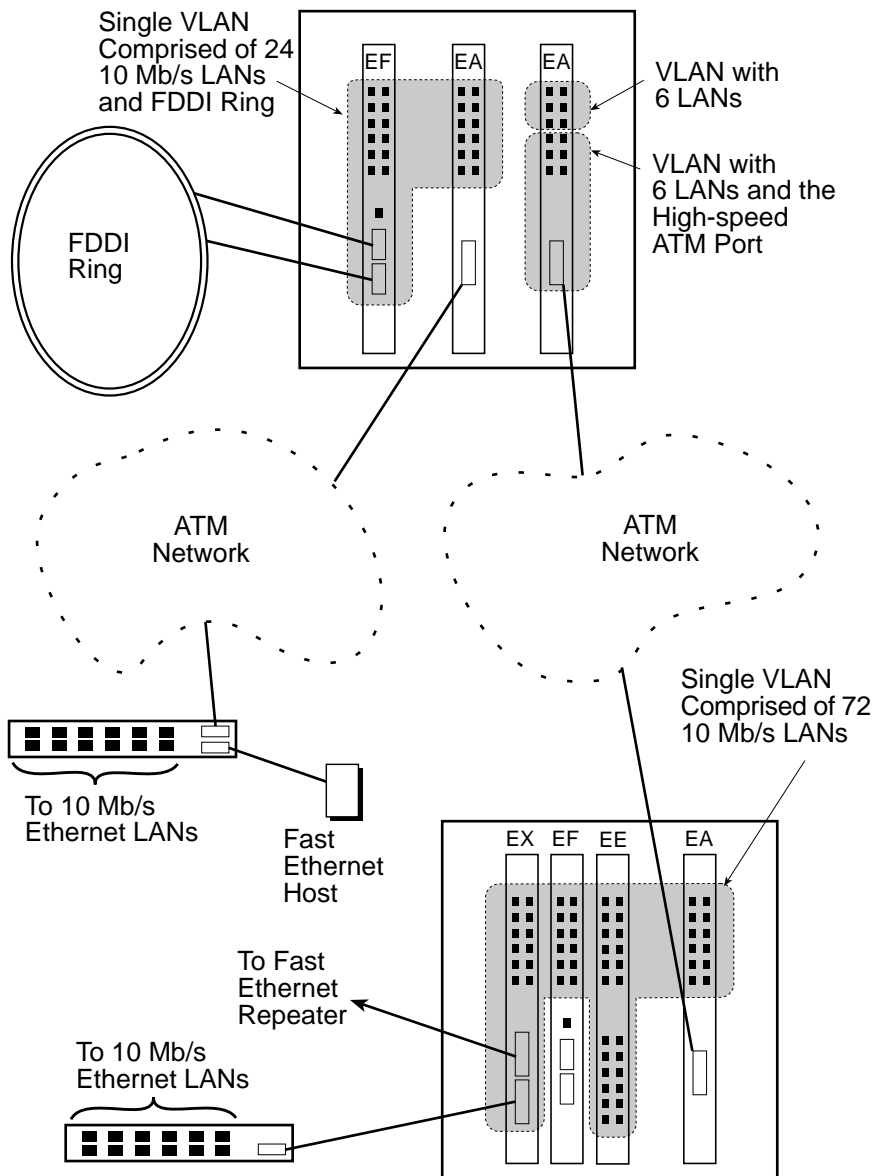 Single VLAN
Comprised of 24
10 Mb/s LANs
and FDDI Ring
EF
EA
EA
VLAN with
6 LANs
VLAN with
6 LANs and the
High-speed
ATM Port
FDDI
Ring
ATM
Network
ATM
Network
Single VLAN
Comprised of 72
10 Mb/s LANs
To 10 Mb/s
Ethernet LANs
Fast
Ethernet
Host
EX
EF
EE
EA
To Fast
Ethernet
Repeater
To 10 Mb/s
Ethernet LANs